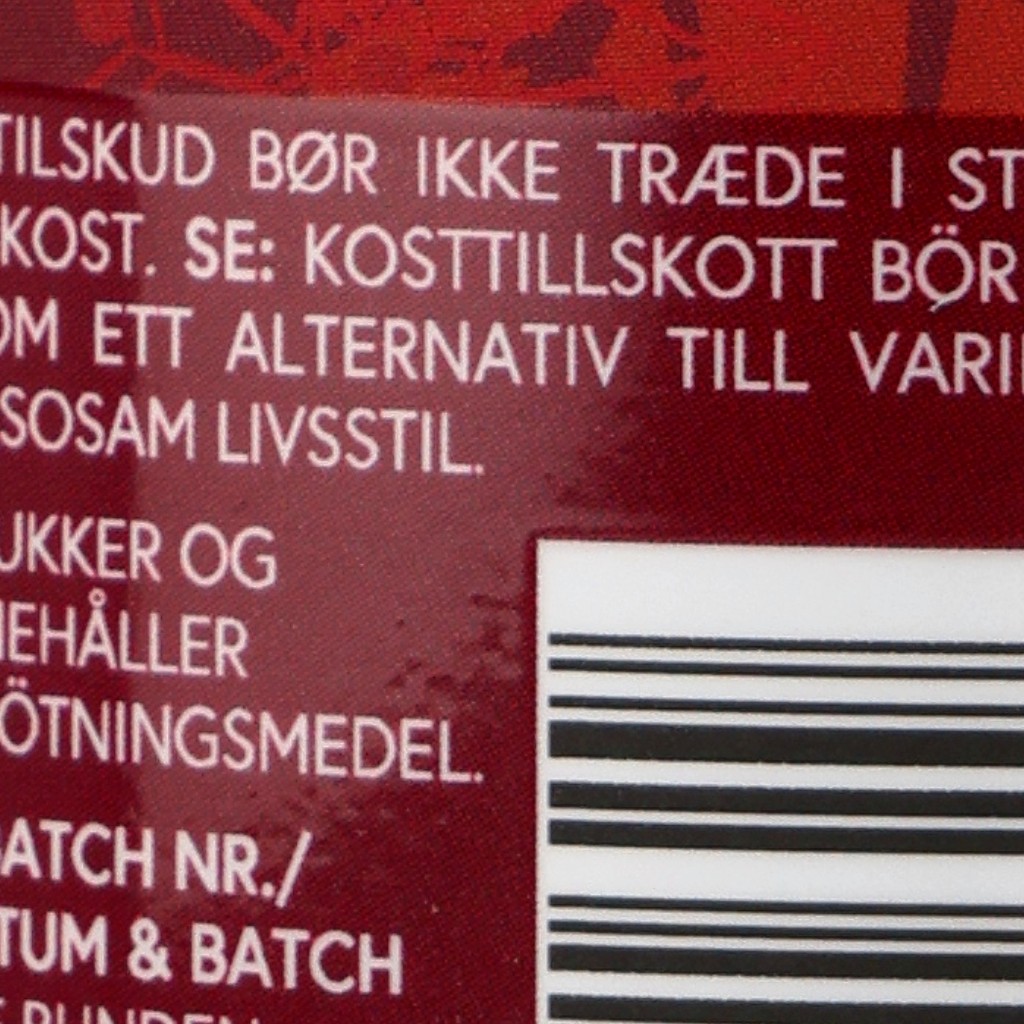 TILSKUD BØR IKKE TRÆDE I ST
KOST. SE: KOSTTILLSKOTT BÖR
OM ETT ALTERNATIV TILL VARI
SOSAM LIVSSTIL.
UKKER OG
EHÅLLER
ÖTNINGSMEDEL.
BATCH NR./
TUM & BATCH